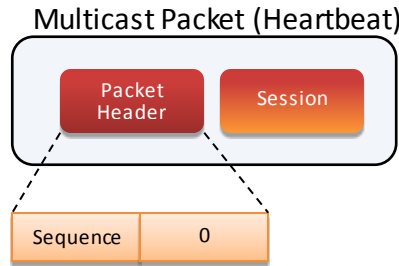 Multicast Packet (Heartbeat)
Packet
Header
Session
Sequence
0